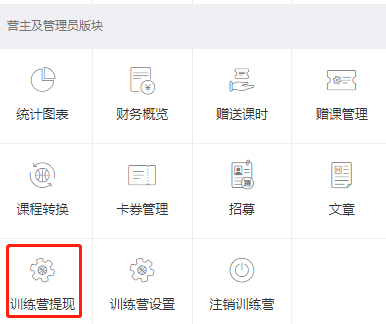 营主及管理员版块
统计图表 财务概览 赠送课时 赠课管理
课程转换 卡券管理 招募 文章
训练营提现 训练营设置 注销训练营